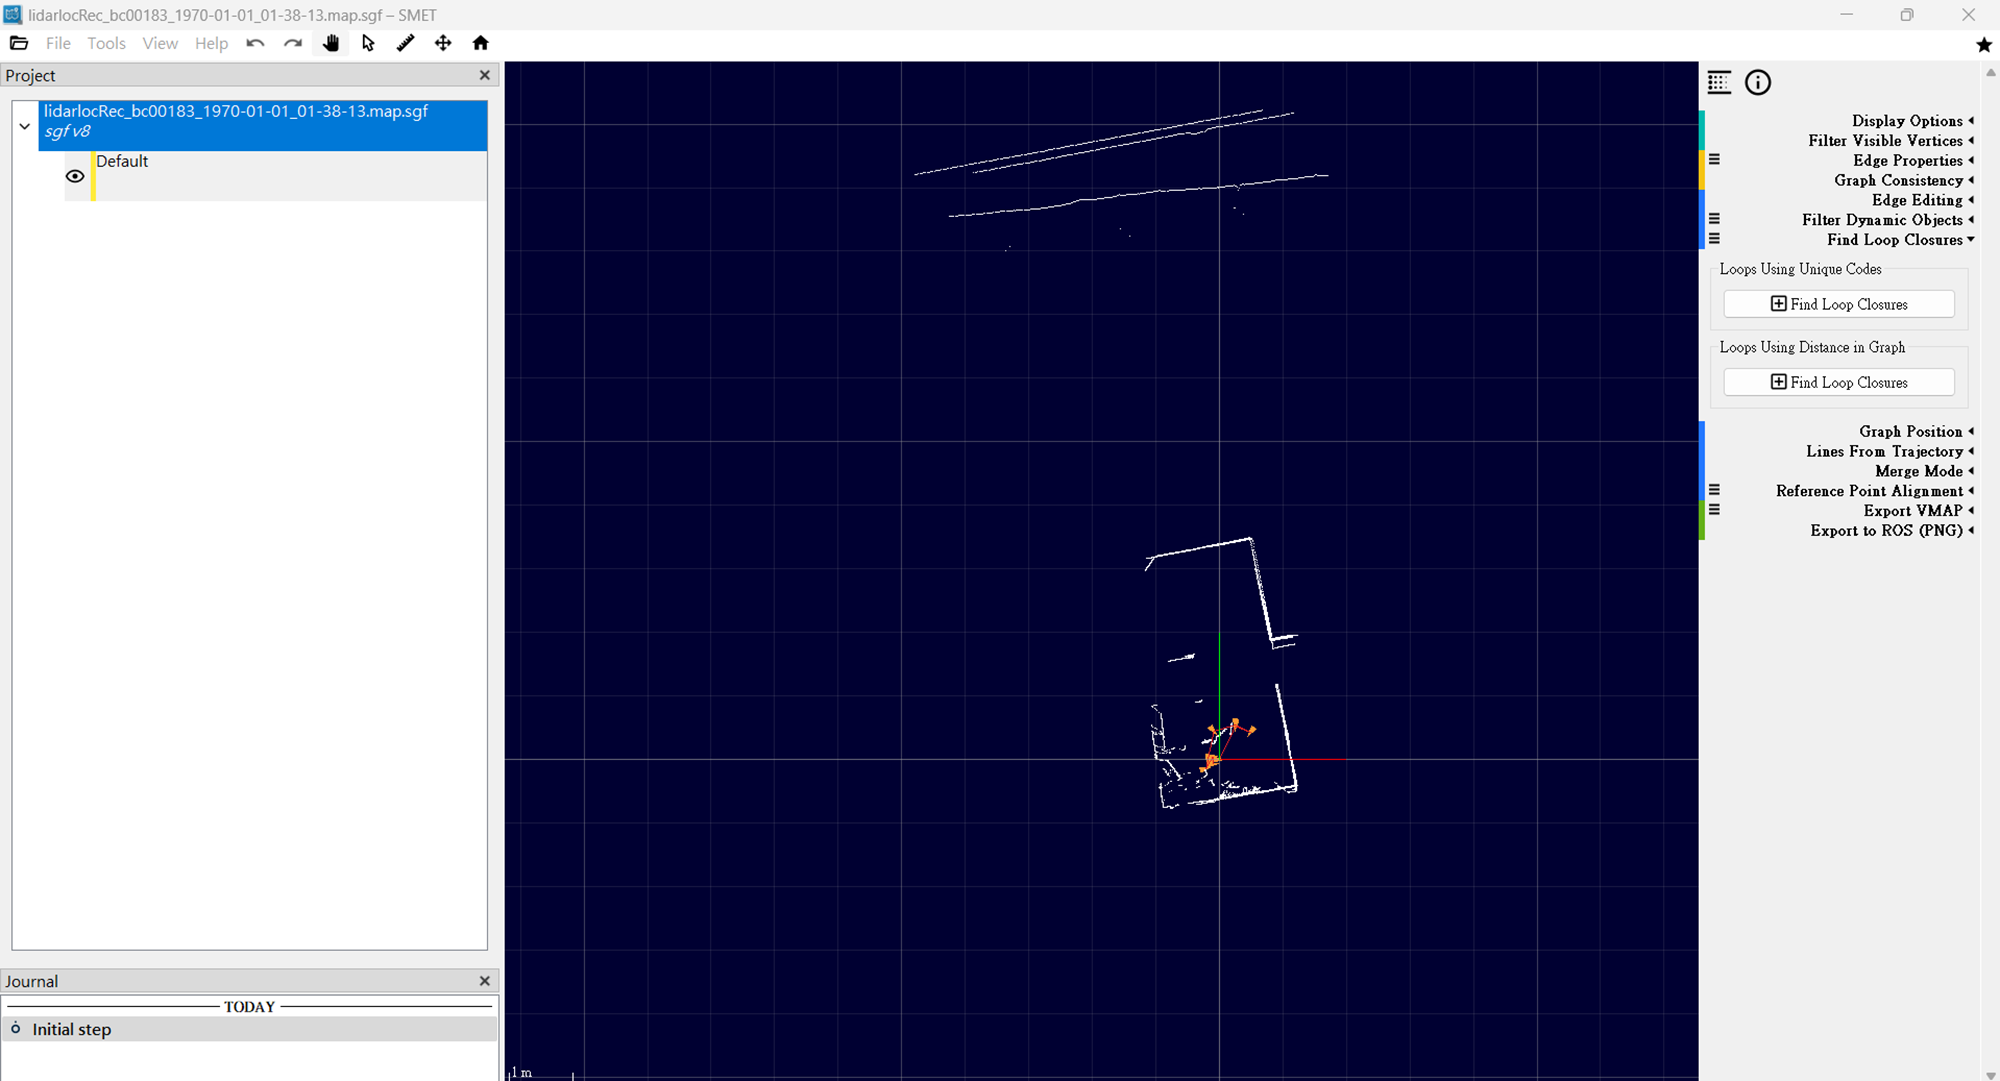 lidarlocRec_bc00183_1970-01-01_01-38-13.map.sgf – SMET
File Tools View Help
Project
lidarlocRec_bc00183_1970-01-01_01-38-13.map.sgf
sgf v8
Default
Journal
TODAY
Initial step
1 m
Display Options
Filter Visible Vertices
Edge Properties
Graph Consistency
Edge Editing
Filter Dynamic Objects
Find Loop Closures
Loops Using Unique Codes
Find Loop Closures
Loops Using Distance in Graph
Find Loop Closures
Graph Position
Lines From Trajectory
Merge Mode
Reference Point Alignment
Export VMAP
Export to ROS (PNG)